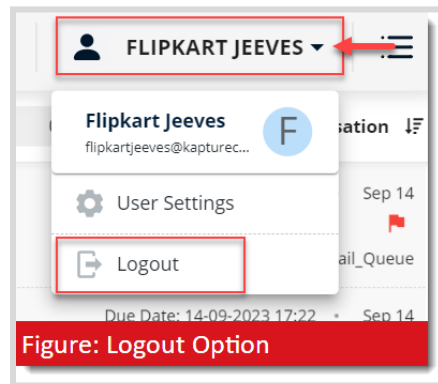 FLIPKART JEEVES
Flipkart Jeeves
flipkartjeeves@kapturec...
F
sation
User Settings
Sep 14
Logout
ail_Queue
Due Date: 14-09-2023 17:22 • Sep 14
Figure: Logout Option